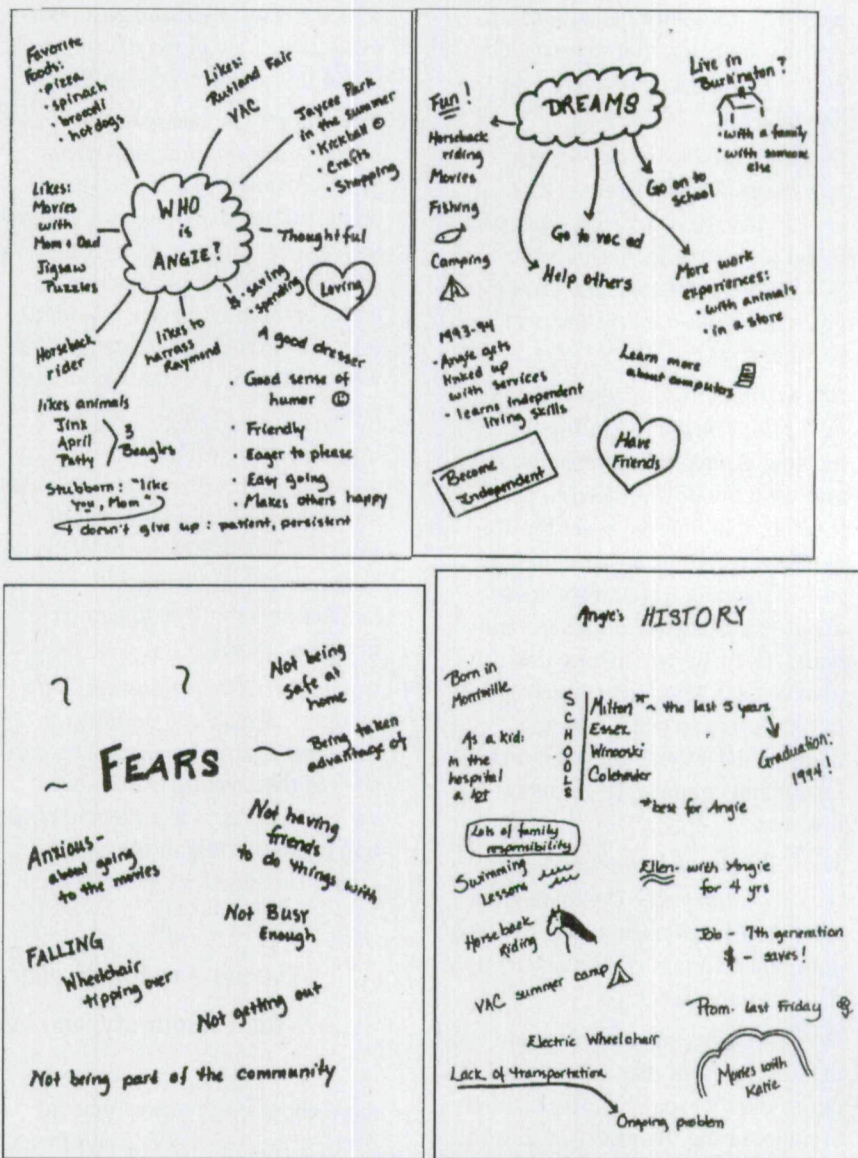 Favorite
Foods:
• pizza
• spinach
• brocoli
• hotdogs
Likes:
Rutland Fair
VAC
Jaycee Park
in the summer
• Kickball
• Crafts
• Shopping
WHO
is
ANGIE?
Likes:
Movies
with
Mom + Dad
Jigsaw
Puzzles
Thoughtful
$ • saving
• spending
Loving
Horseback
rider
likes to
harrass
Raymond
A good dresser
• Good sense of
humor
• Friendly
• Eager to please
• Easy going
• Makes others happy
likes animals
Jinx
April
Patty
3
Beagles
Stubborn: "like
you, Mom"
+ doesn't give up: patient, persistent
DREAMS
Live in
Burlington?
• with a family
• with someone
else
Fun!
Horseback
riding
Movies
Fishing
Camping
Go on to
school
Go to voc ed
Help others
More work
experiences:
• with animals
• in a store
1993-94
• Angie gets
linked up
with services
• learns independent
living skills
Learn more
about computers
Become
Independent
Have
Friends
? ?
FEARS
Not being
safe at
home
Being taken
advantage of
Not having
friends
to do things with
Anxious -
about going
to the movies
Not Busy
Enough
FALLING
Wheelchair
tipping over
Not getting out
Not being part of the community
Angie's HISTORY
Born in
Morrisville
As a kid:
in the
hospital
a lot
SCHOOLS
Milton * ~ the last 5 years
Essex
Winooski
Colchester
Graduation:
1994!
* best for Angie
Lots of family
responsibility
Swimming
Lessons
Horseback
Riding
VAC summer camp
Ellen - with Angie
for 4 yrs
Job - 7th generation
$ - saves!
Prom - Last Friday
Electric Wheelchair
Movies with
Katie
Lack of transportation
Ongoing problem